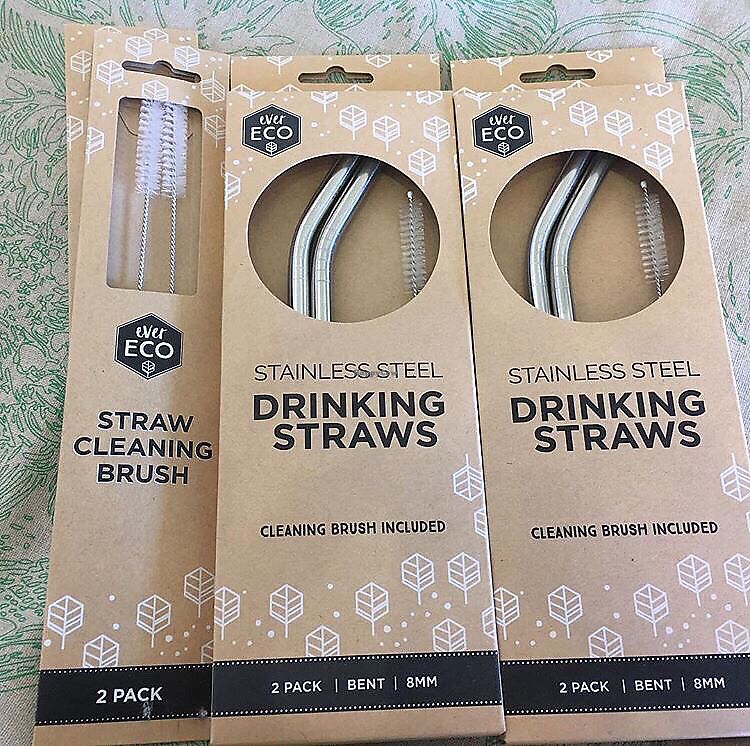 ever
ECO
STRAW
CLEANING
BRUSH
2 PACK
ever
ECO
STAINLESS STEEL
DRINKING
STRAWS
CLEANING BRUSH INCLUDED
2 PACK | BENT | 8MM
ever
ECO
STAINLESS STEEL
DRINKING
STRAWS
CLEANING BRUSH INCLUDED
2 PACK | BENT | 8MM